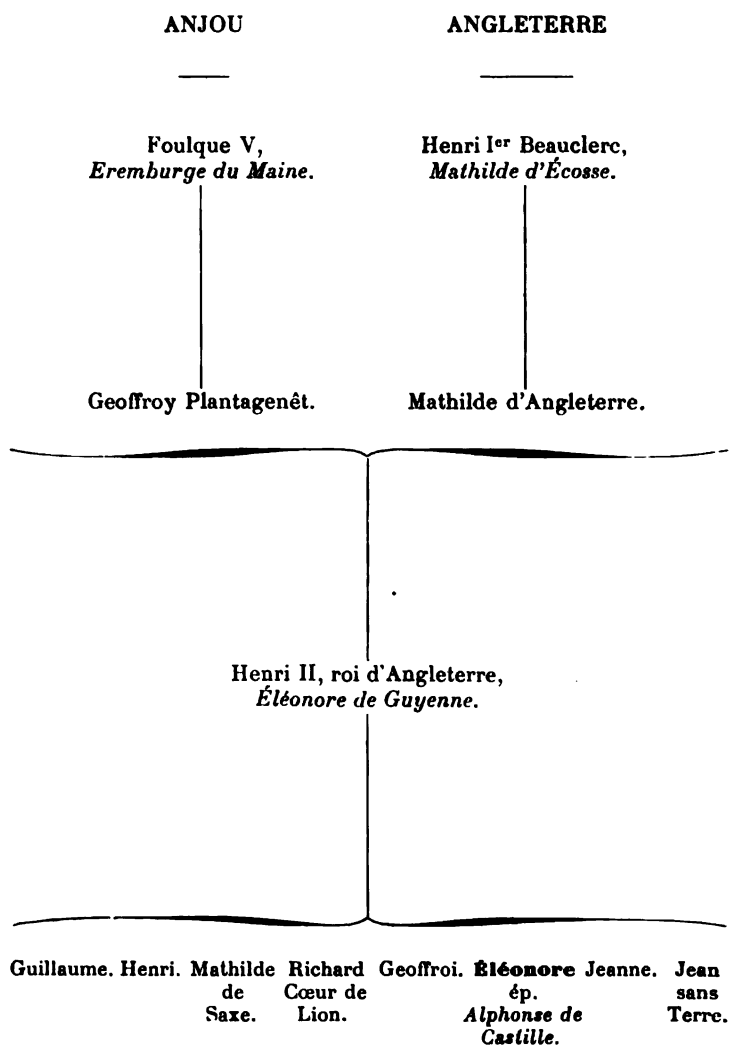 ANJOU
ANGLETERRE
Foulque V,
Eremburge du Maine.
Henri Ier Beauclerc,
Mathilde d'Écosse.
Geoffroy Plantagenêt.
Mathilde d'Angleterre.
Henri II, roi d'Angleterre,
Éléonore de Guyenne.
Guillaume.
Henri.
Mathilde
de
Saxe.
Richard
Cœur de
Lion.
Geoffroi.
Éléonore
ép.
Alphonse de
Castille.
Jeanne.
Jean
sans
Terre.